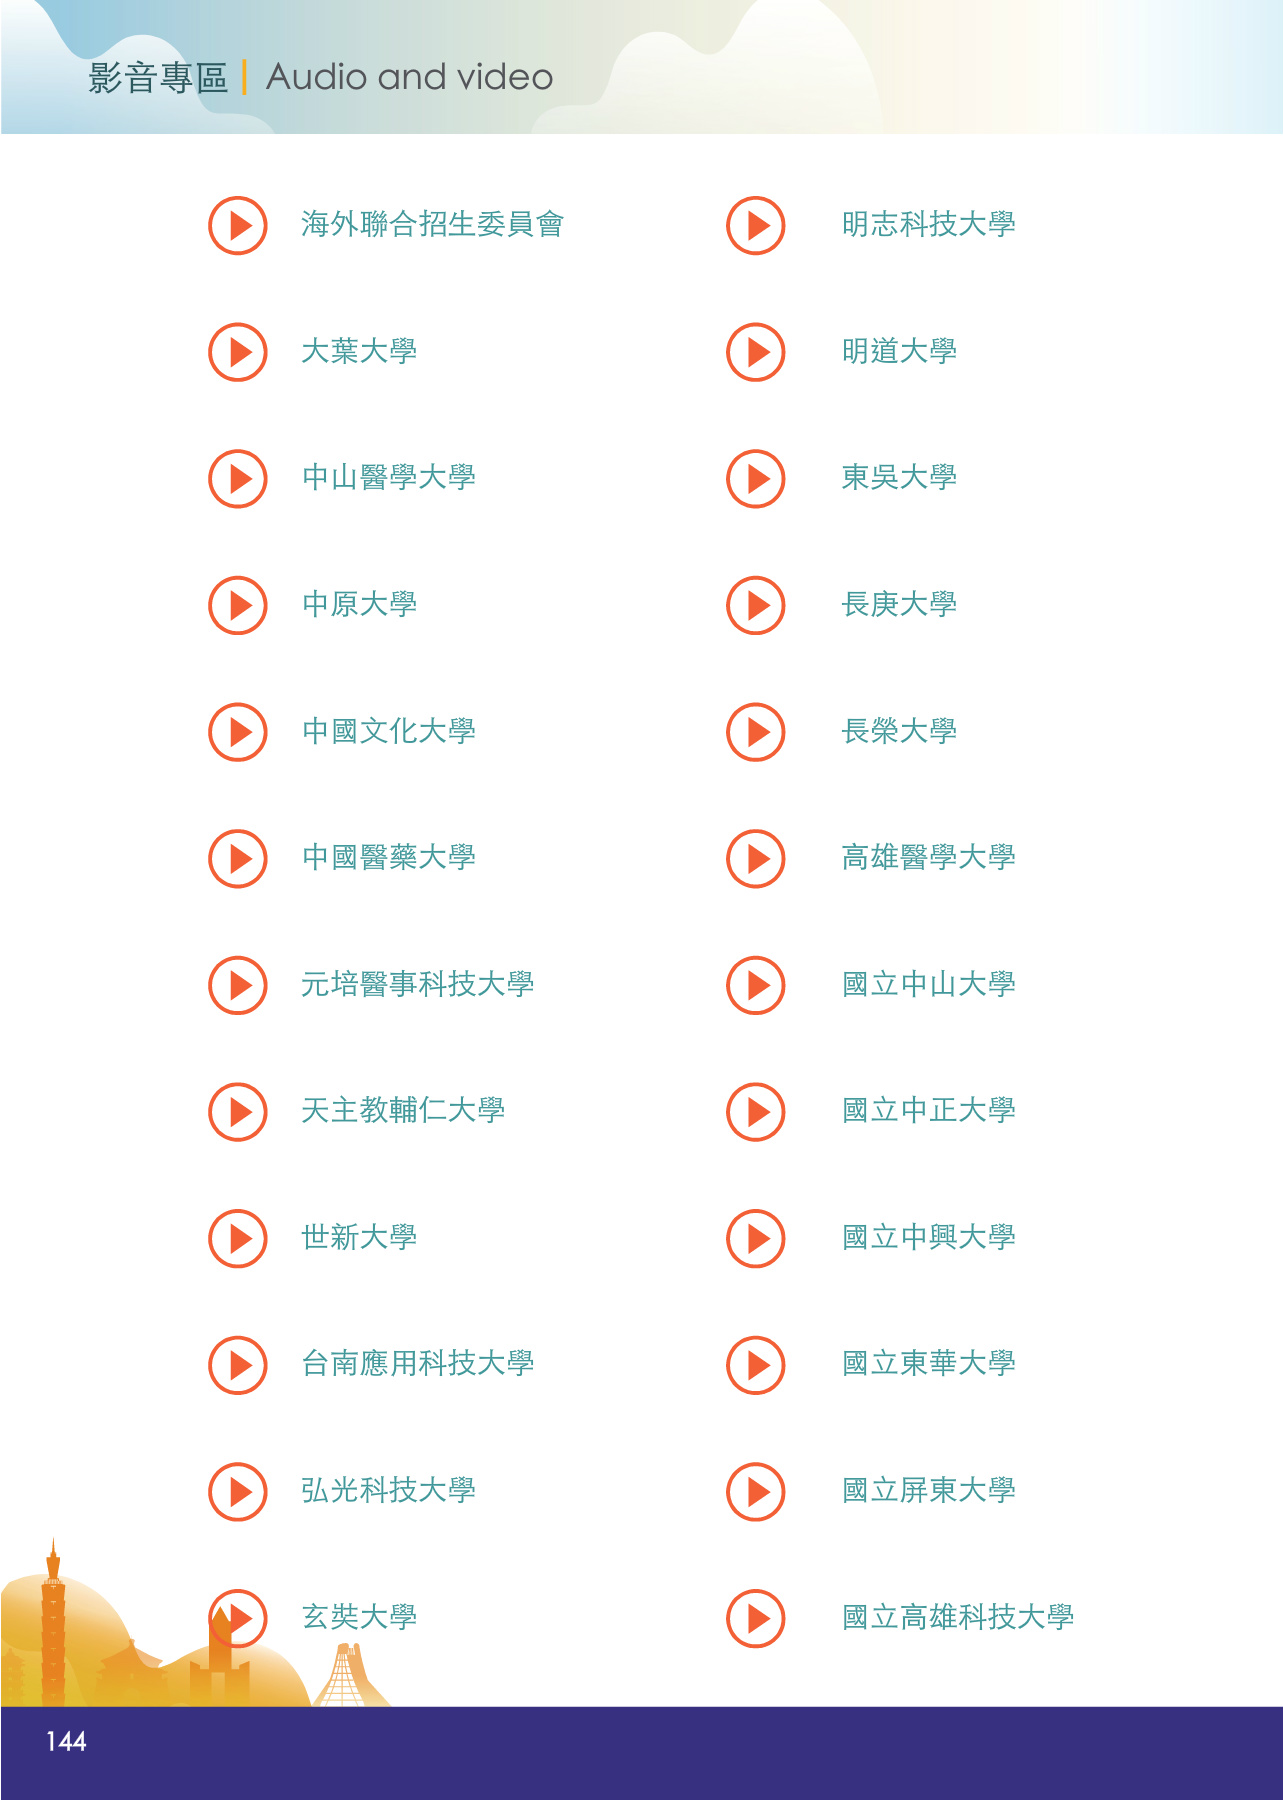 影音專區 | Audio and video
海外聯合招生委員會
大葉大學
中山醫學大學
中原大學
中國文化大學
中國醫藥大學
元培醫事科技大學
天主教輔仁大學
世新大學
台南應用科技大學
弘光科技大學
玄奘大學
明志科技大學
明道大學
東吳大學
長庚大學
長榮大學
高雄醫學大學
國立中山大學
國立中正大學
國立中興大學
國立東華大學
國立屏東大學
國立高雄科技大學
144